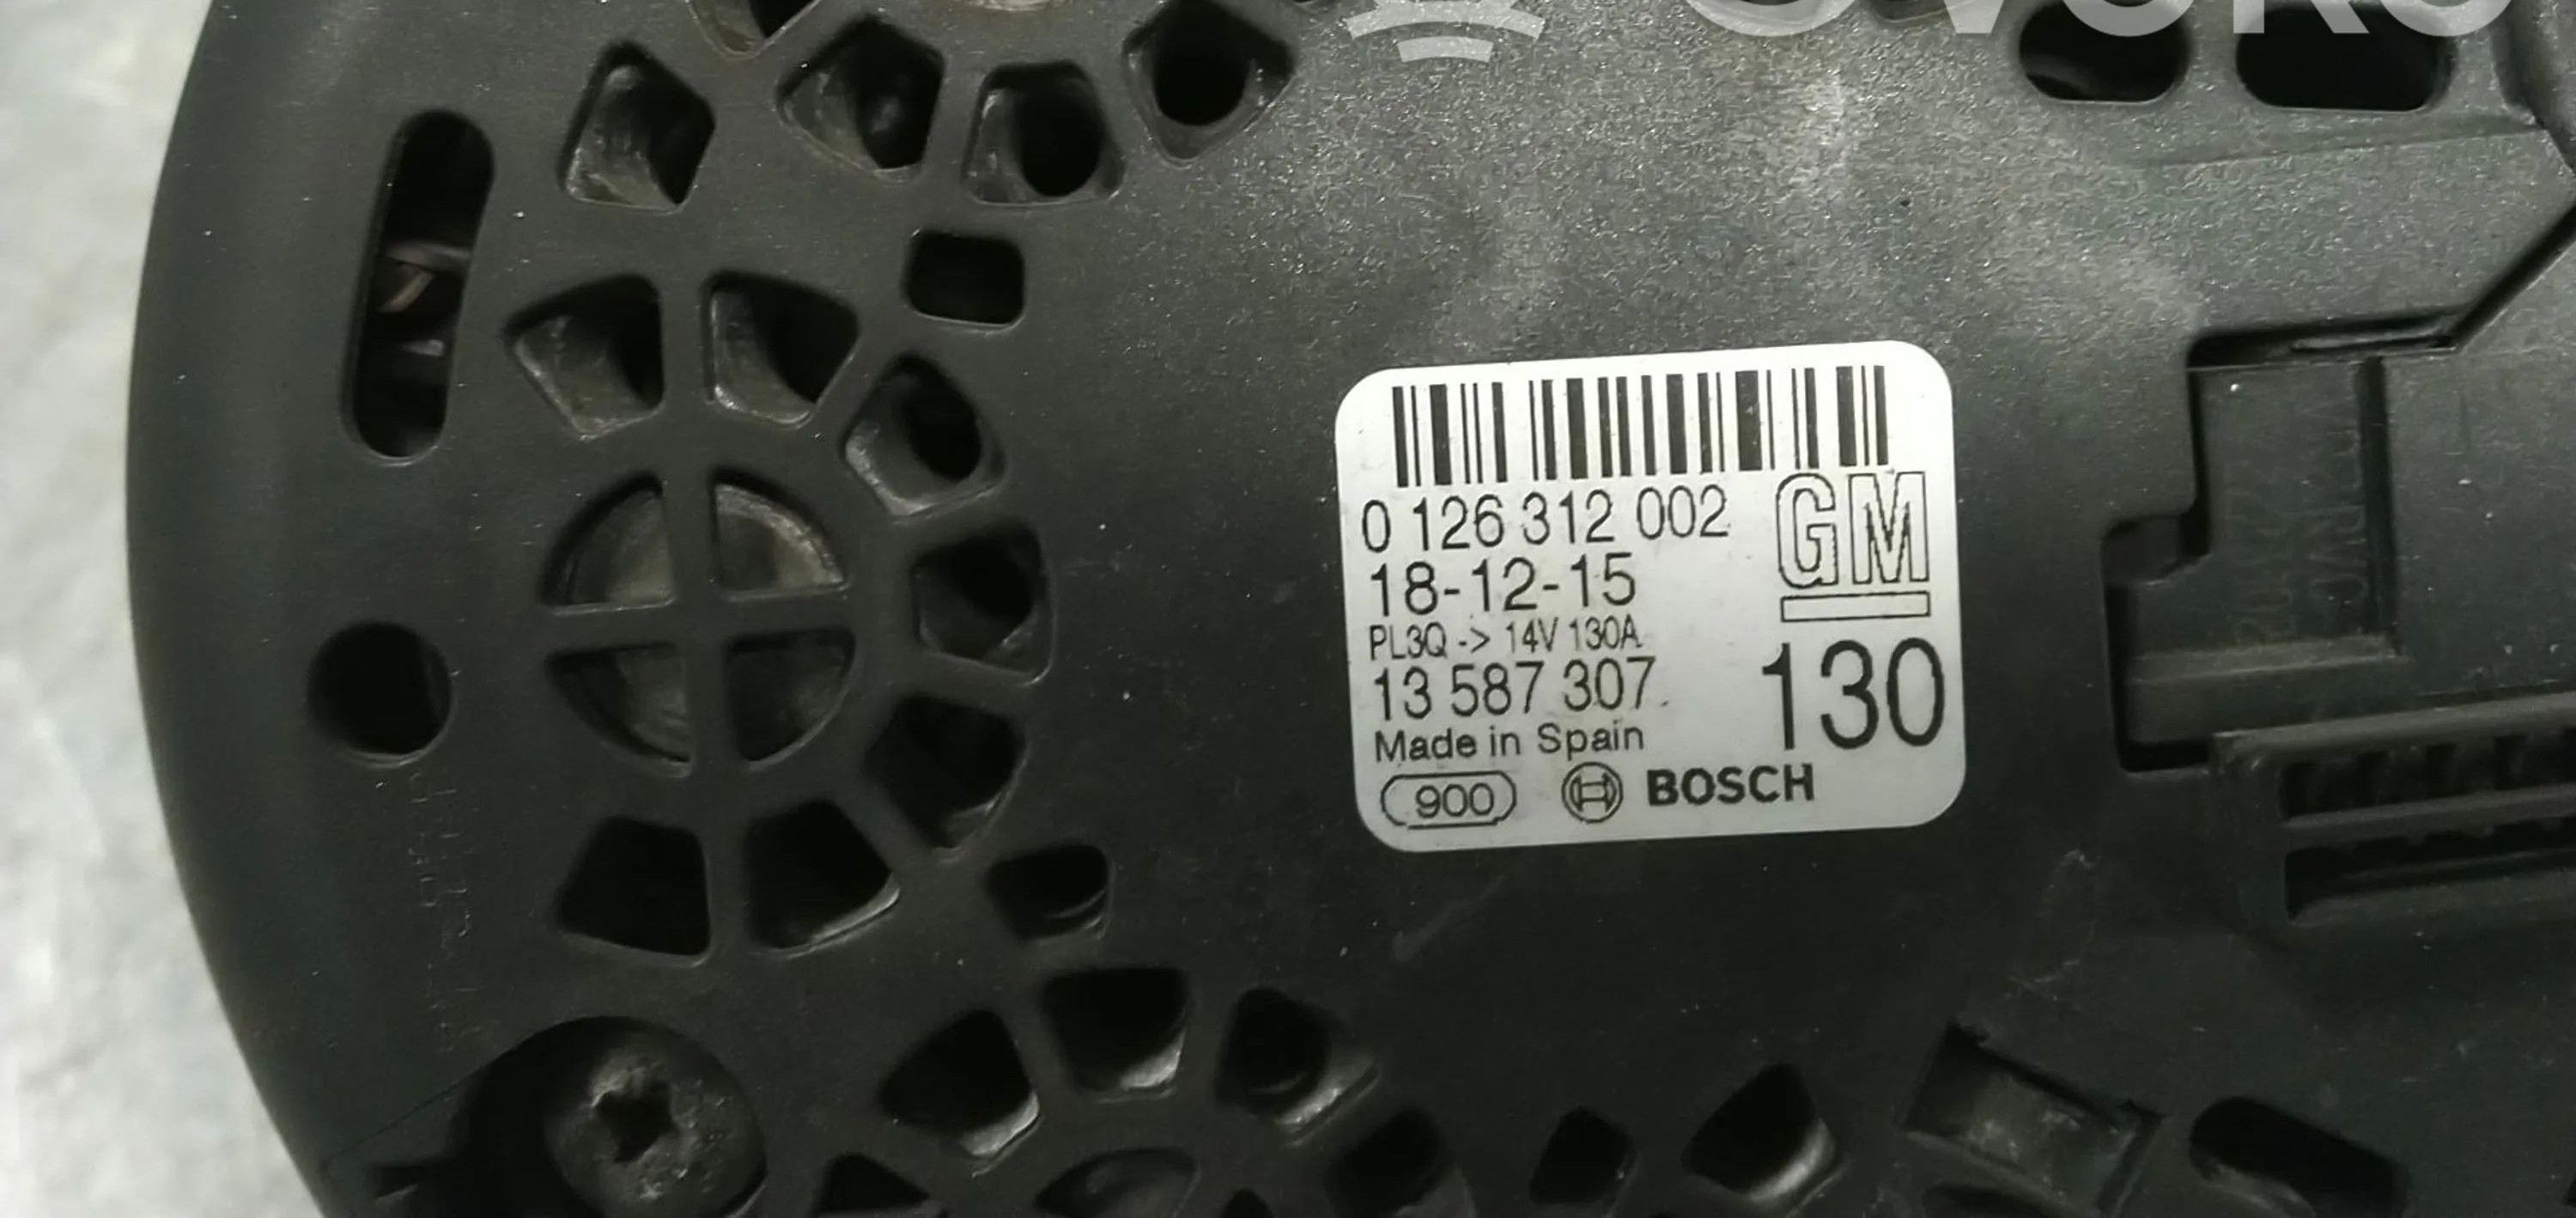 0 126 312 002
GM
18-12-15
PL3Q -> 14V 130A
13 587 307
130
Made in Spain
900
BOSCH